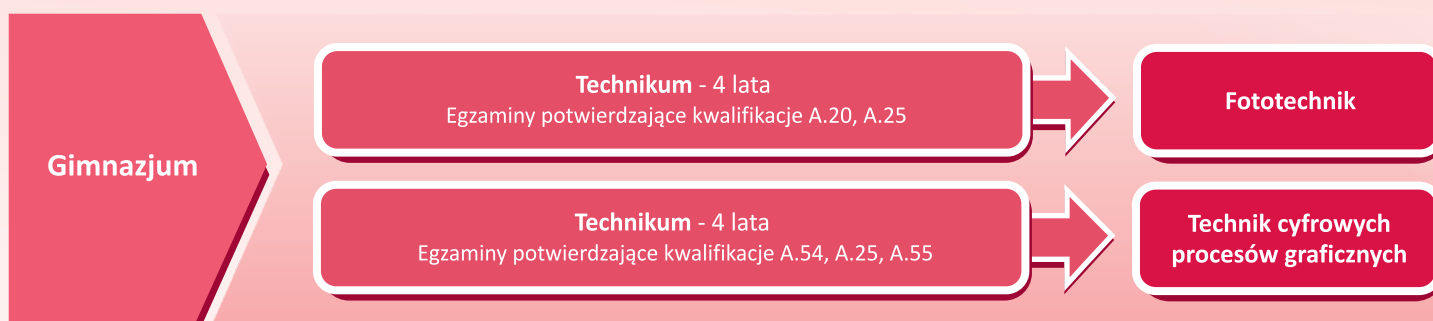 Gimnazjum
Technikum - 4 lata
Egzaminy potwierdzające kwalifikacje A.20, A.25
Fototechnik
Technikum - 4 lata
Egzaminy potwierdzające kwalifikacje A.54, A.25, A.55
Technik cyfrowych
procesów graficznych